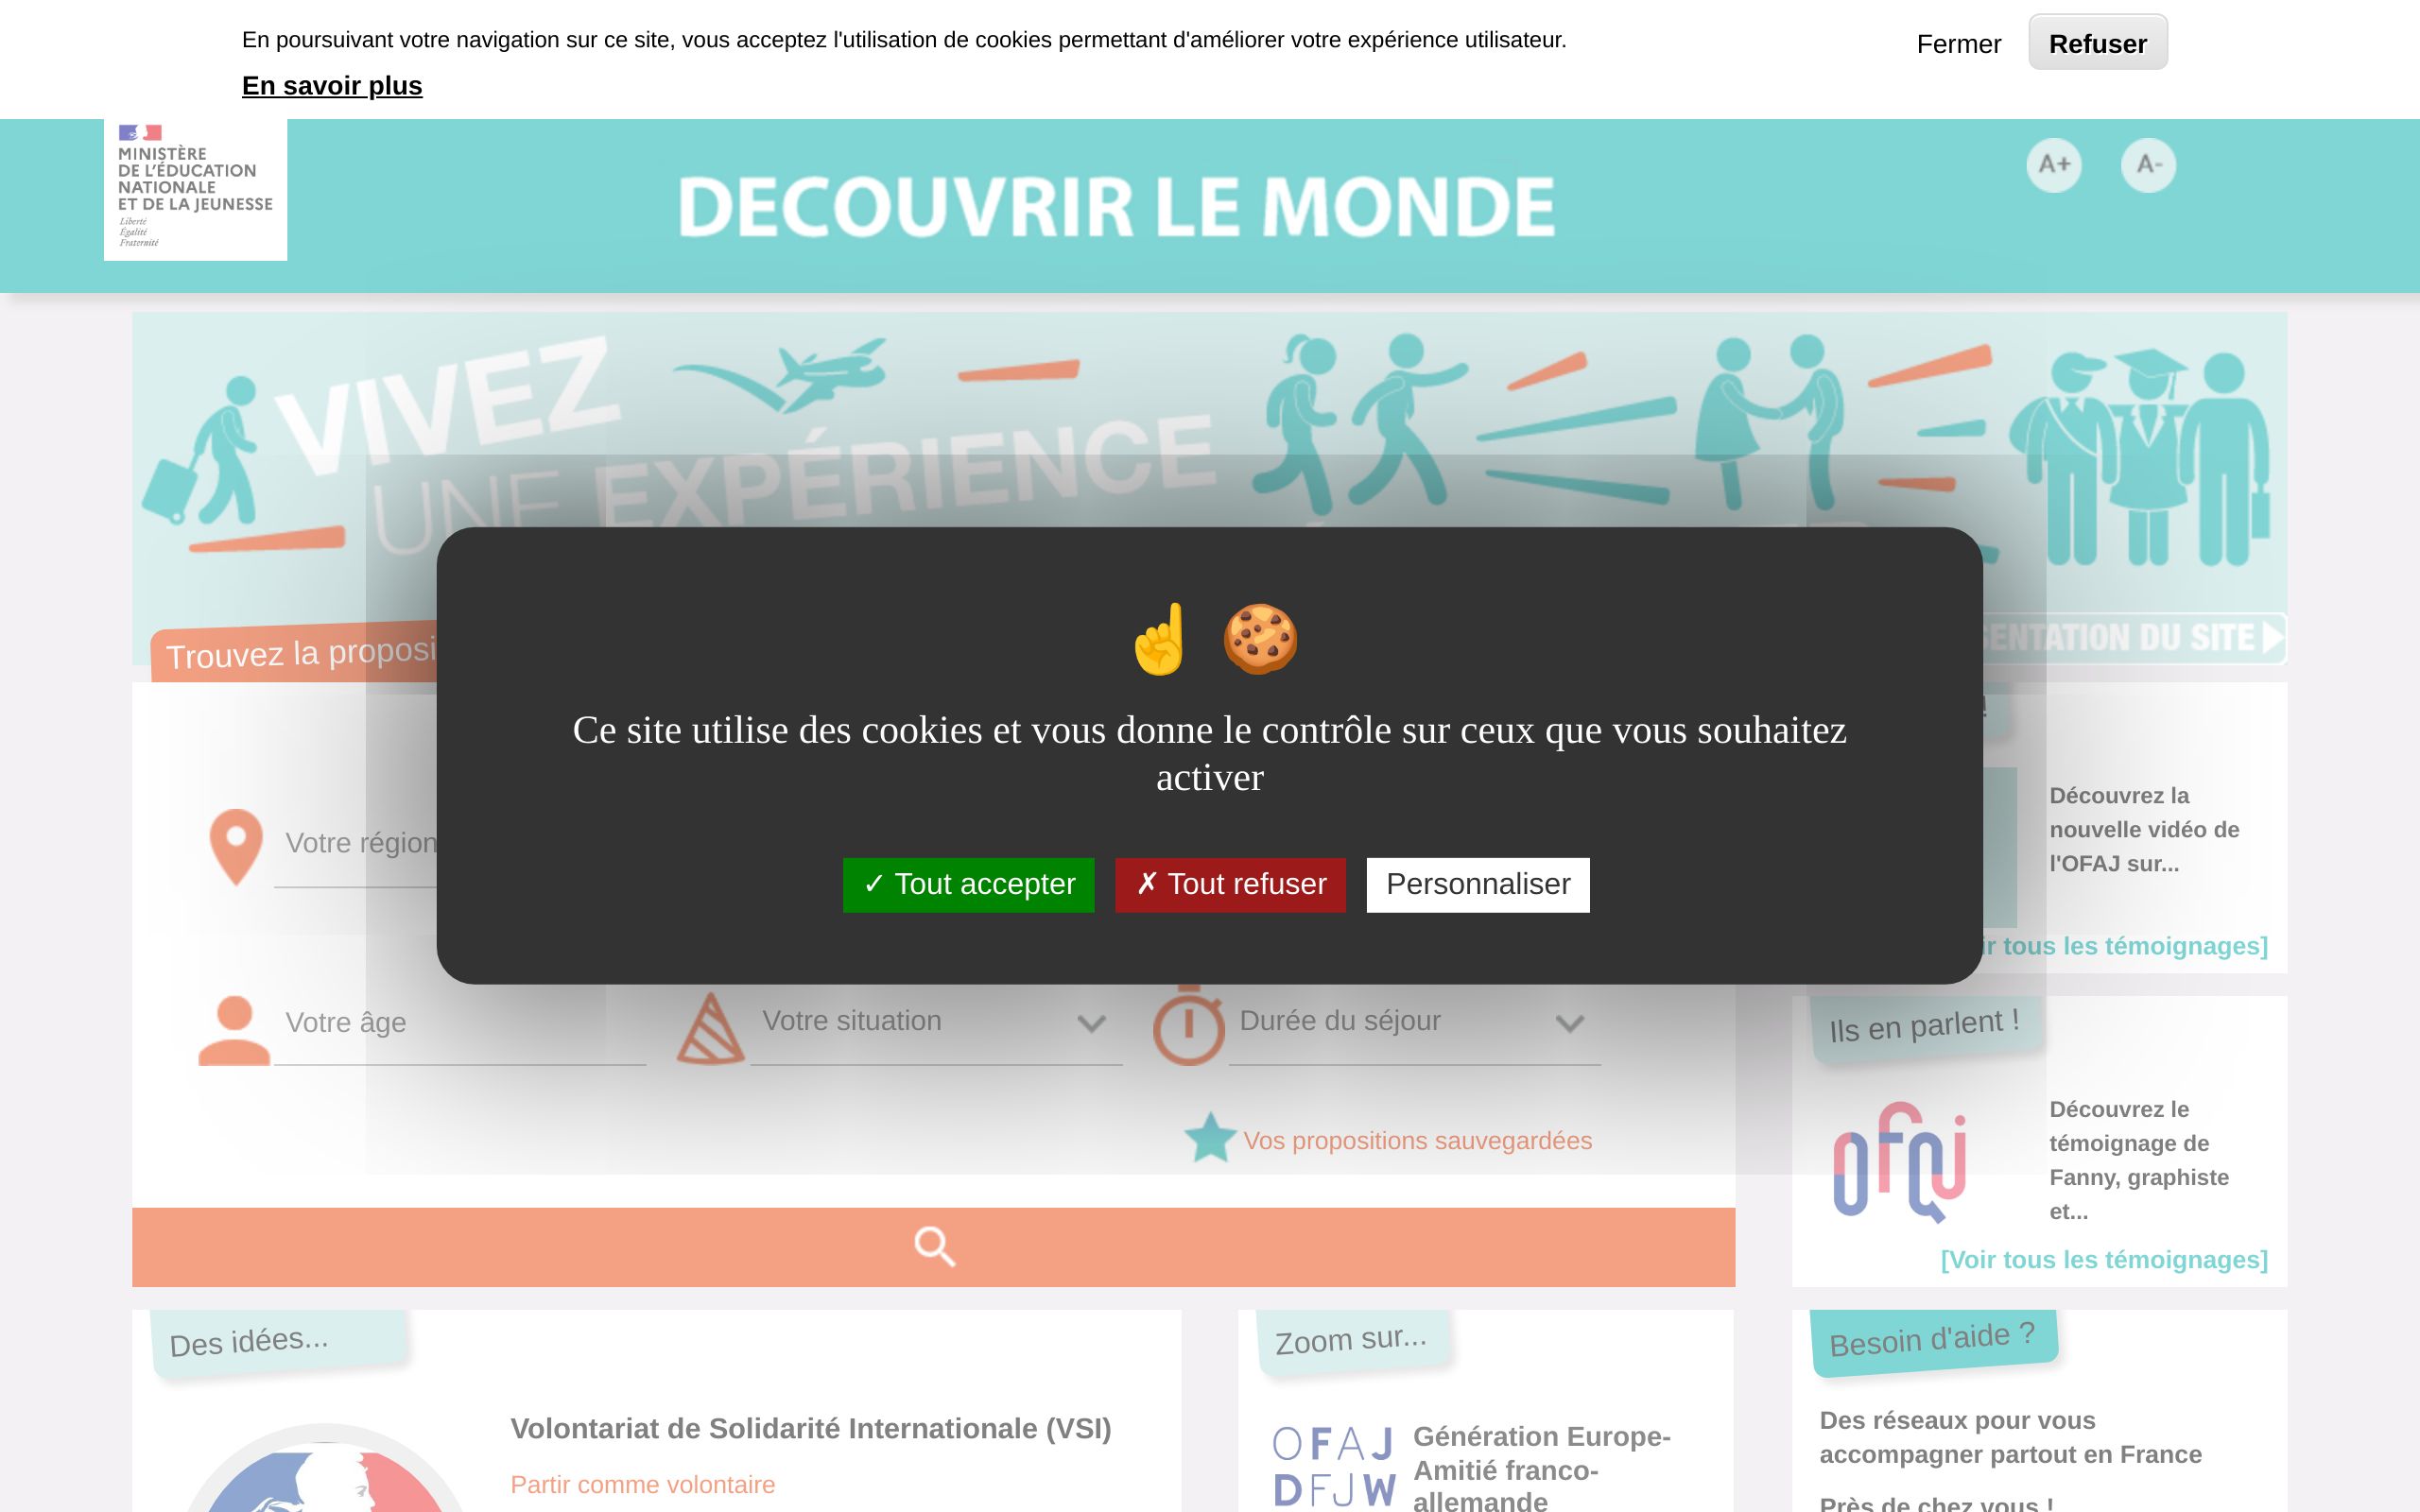 En poursuivant votre navigation sur ce site, vous acceptez l'utilisation de cookies permettant d'améliorer votre expérience utilisateur.
En savoir plus
Fermer
Refuser
MINISTÈRE
DE L'ÉDUCATION
NATIONALE
ET DE LA JEUNESSE
Liberté
Égalité
Fraternité
DECOUVRIR LE MONDE
A+
A-
VIVEZ
UNE EXPÉRIENCE
Trouvez la
DU SITE
☝️ 🍪
Ce site utilise des cookies et vous donne le contrôle sur ceux que vous souhaitez
activer
✓ Tout accepter
✗ Tout refuser
Personnaliser
Votre région
Découvrez la
nouvelle vidéo de
l'OFAJ sur...
tous les témoignages]
Votre âge
Votre situation
Durée du séjour
Vos propositions sauvegardées
Ils en parlent !
ofaj
Découvrez le
témoignage de
Fanny, graphiste
et...
[Voir tous les témoignages]
Des idées...
Volontariat de Solidarité Internationale (VSI)
Partir comme volontaire
Zoom sur...
OFAJ
DFJW
Génération Europe-
Amitié franco-
allemande
Besoin d'aide ?
Des réseaux pour vous
accompagner partout en France
Près de chez vous !